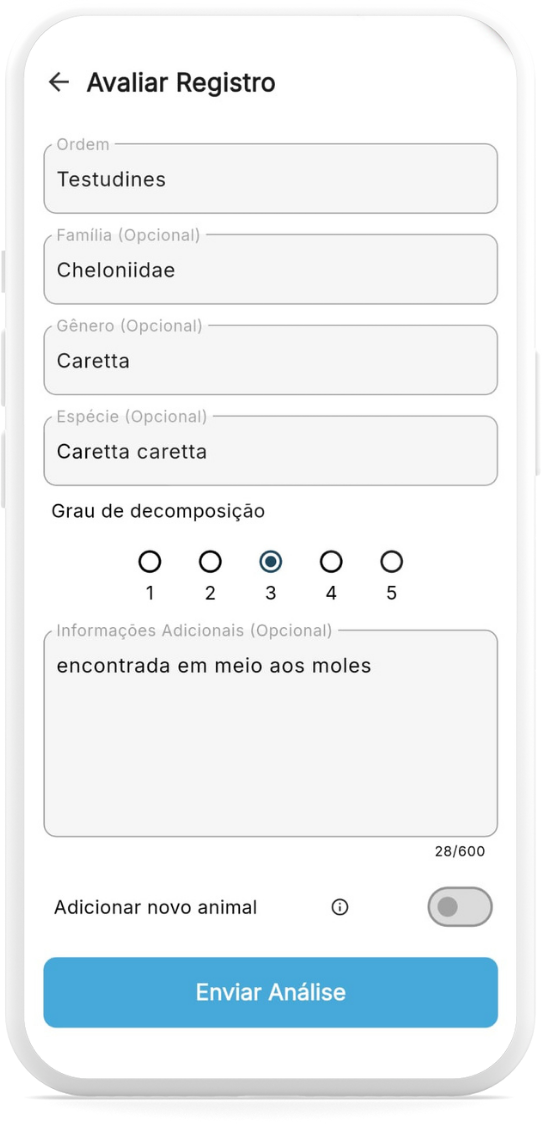 Avaliar Registro
Ordem
Testudines
Família (Opcional)
Cheloniidae
Gênero (Opcional)
Caretta
Espécie (Opcional)
Caretta caretta
Grau de decomposição
1 2 3 4 5
Informações Adicionais (Opcional)
encontrada em meio aos moles
28/600
Adicionar novo animal
Enviar Análise